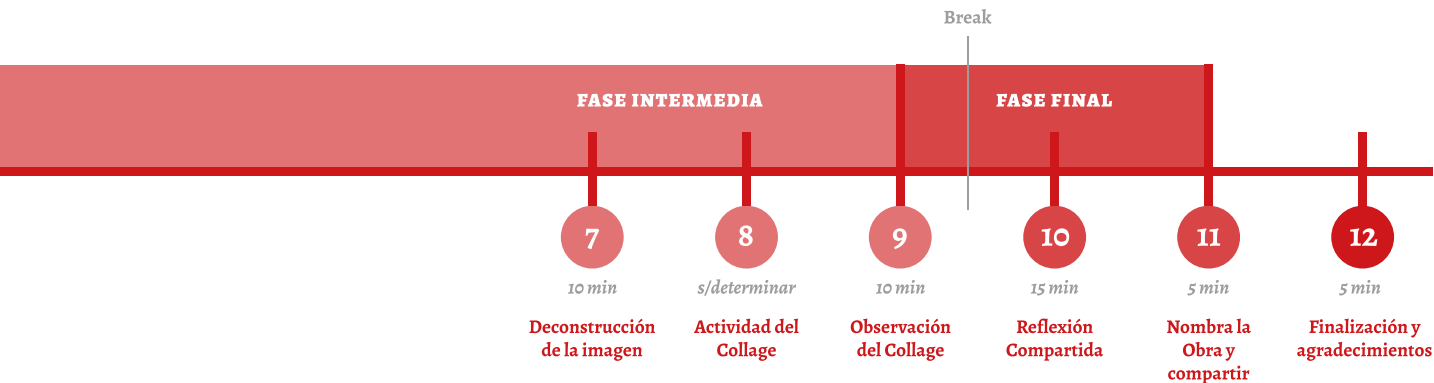 Break
FASE INTERMEDIA
FASE FINAL
7
8
9
10
11
12
10 min
s/determinar
10 min
15 min
5 min
5 min
Deconstrucción
de la imagen
Actividad del
Collage
Observación
del Collage
Reflexión
Compartida
Nombra la
Obra y
compartir
Finalización y
agradecimientos